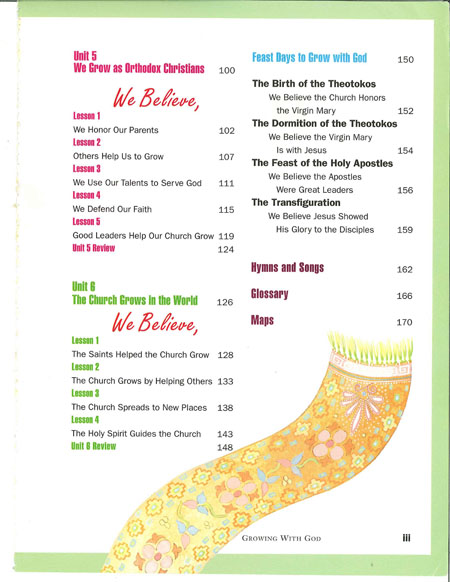 Unit 5
We Grow as Orthodox Christians 100
We Believe,
Lesson 1
We Honor Our Parents 102
Lesson 2
Others Help Us to Grow 107
Lesson 3
We Use Our Talents to Serve God 111
Lesson 4
We Defend Our Faith 115
Lesson 5
Good Leaders Help Our Church Grow 119
Unit 5 Review 124
Unit 6
The Church Grows in the World 126
We Believe,
Lesson 1
The Saints Helped the Church Grow 128
Lesson 2
The Church Grows by Helping Others 133
Lesson 3
The Church Spreads to New Places 138
Lesson 4
The Holy Spirit Guides the Church 143
Unit 6 Review 148
Feast Days to Grow with God 150
The Birth of the Theotokos
We Believe the Church Honors
the Virgin Mary 152
The Dormition of the Theotokos
We Believe the Virgin Mary
Is with Jesus 154
The Feast of the Holy Apostles
We Believe the Apostles
Were Great Leaders 156
The Transfiguration
We Believe Jesus Showed
His Glory to the Disciples 159
Hymns and Songs 162
Glossary 166
Maps 170
Growing With God iii